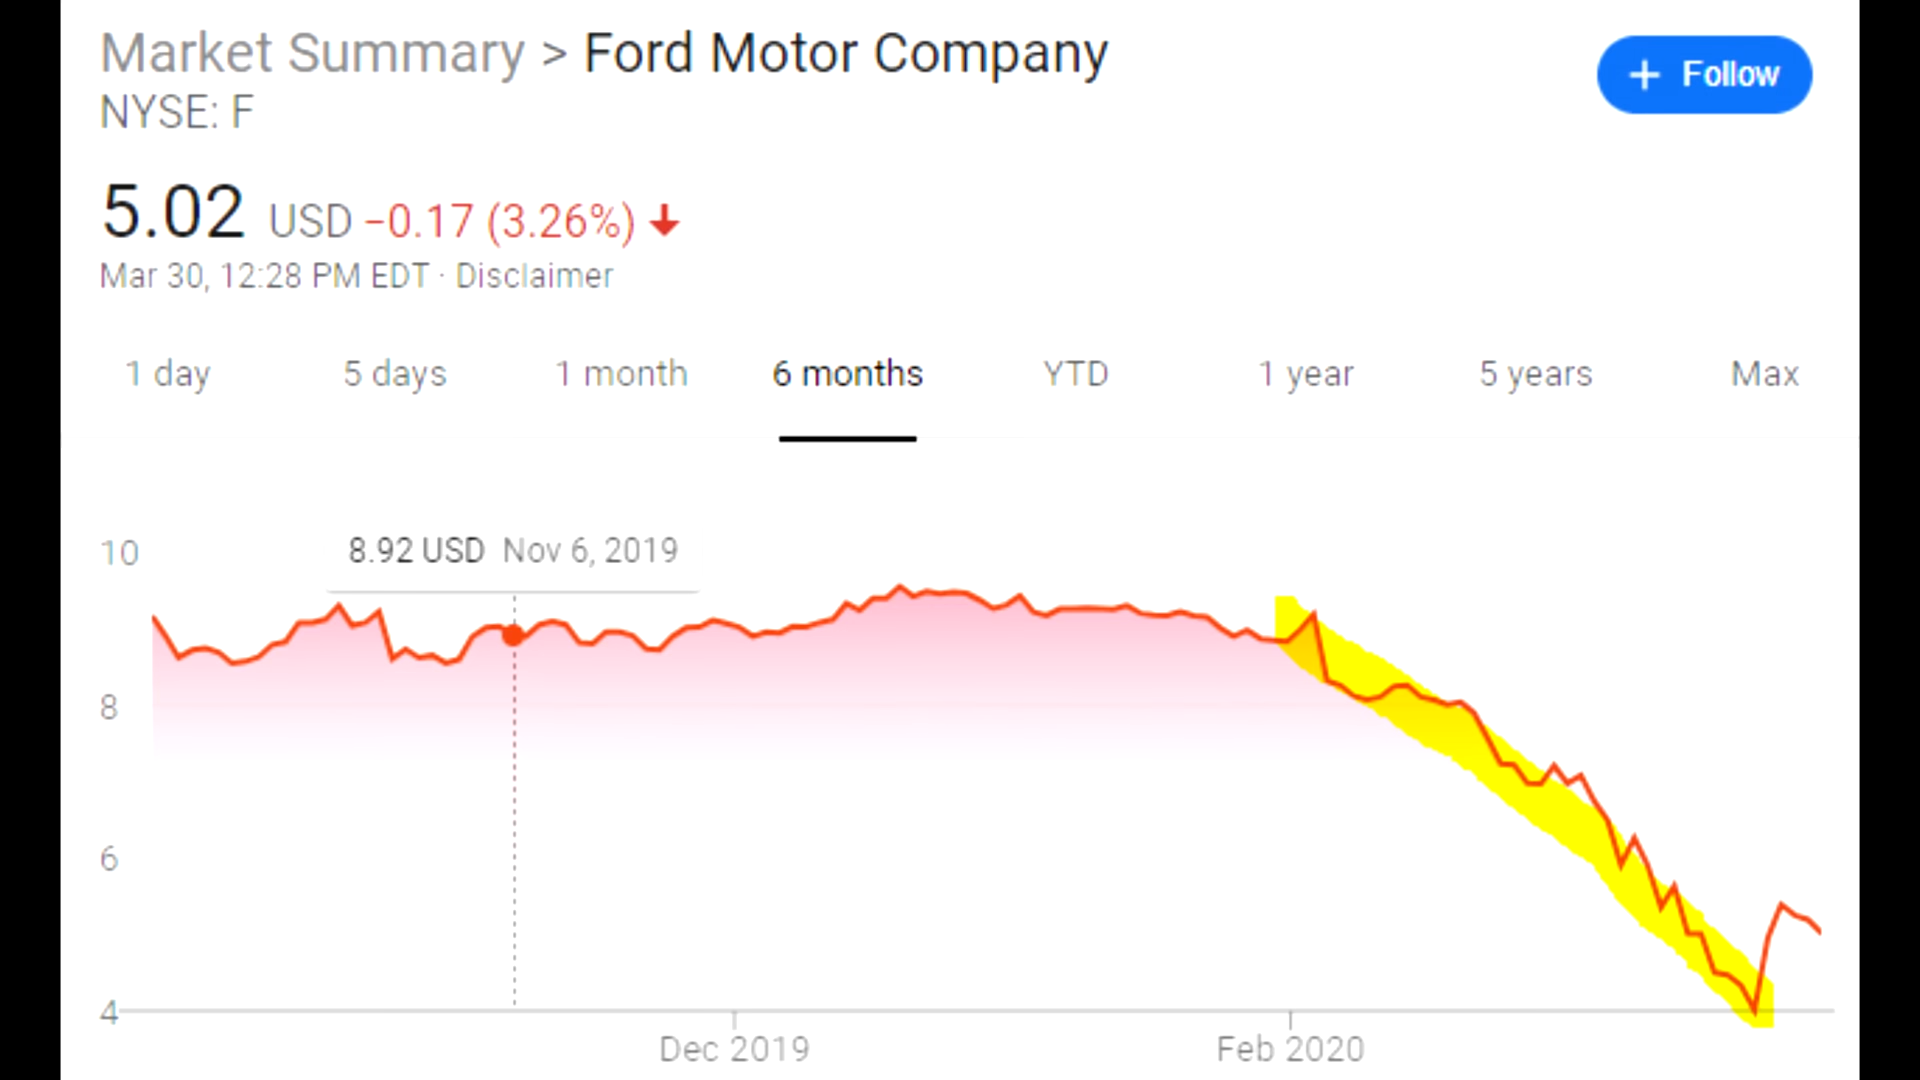 Market Summary > Ford Motor Company
NYSE: F
+ Follow
5.02 USD −0.17 (3.26%) ↓
Mar 30, 12:28 PM EDT · Disclaimer
1 day 5 days 1 month 6 months YTD 1 year 5 years Max
8.92 USD Nov 6, 2019
10
8
6
4
Dec 2019 Feb 2020